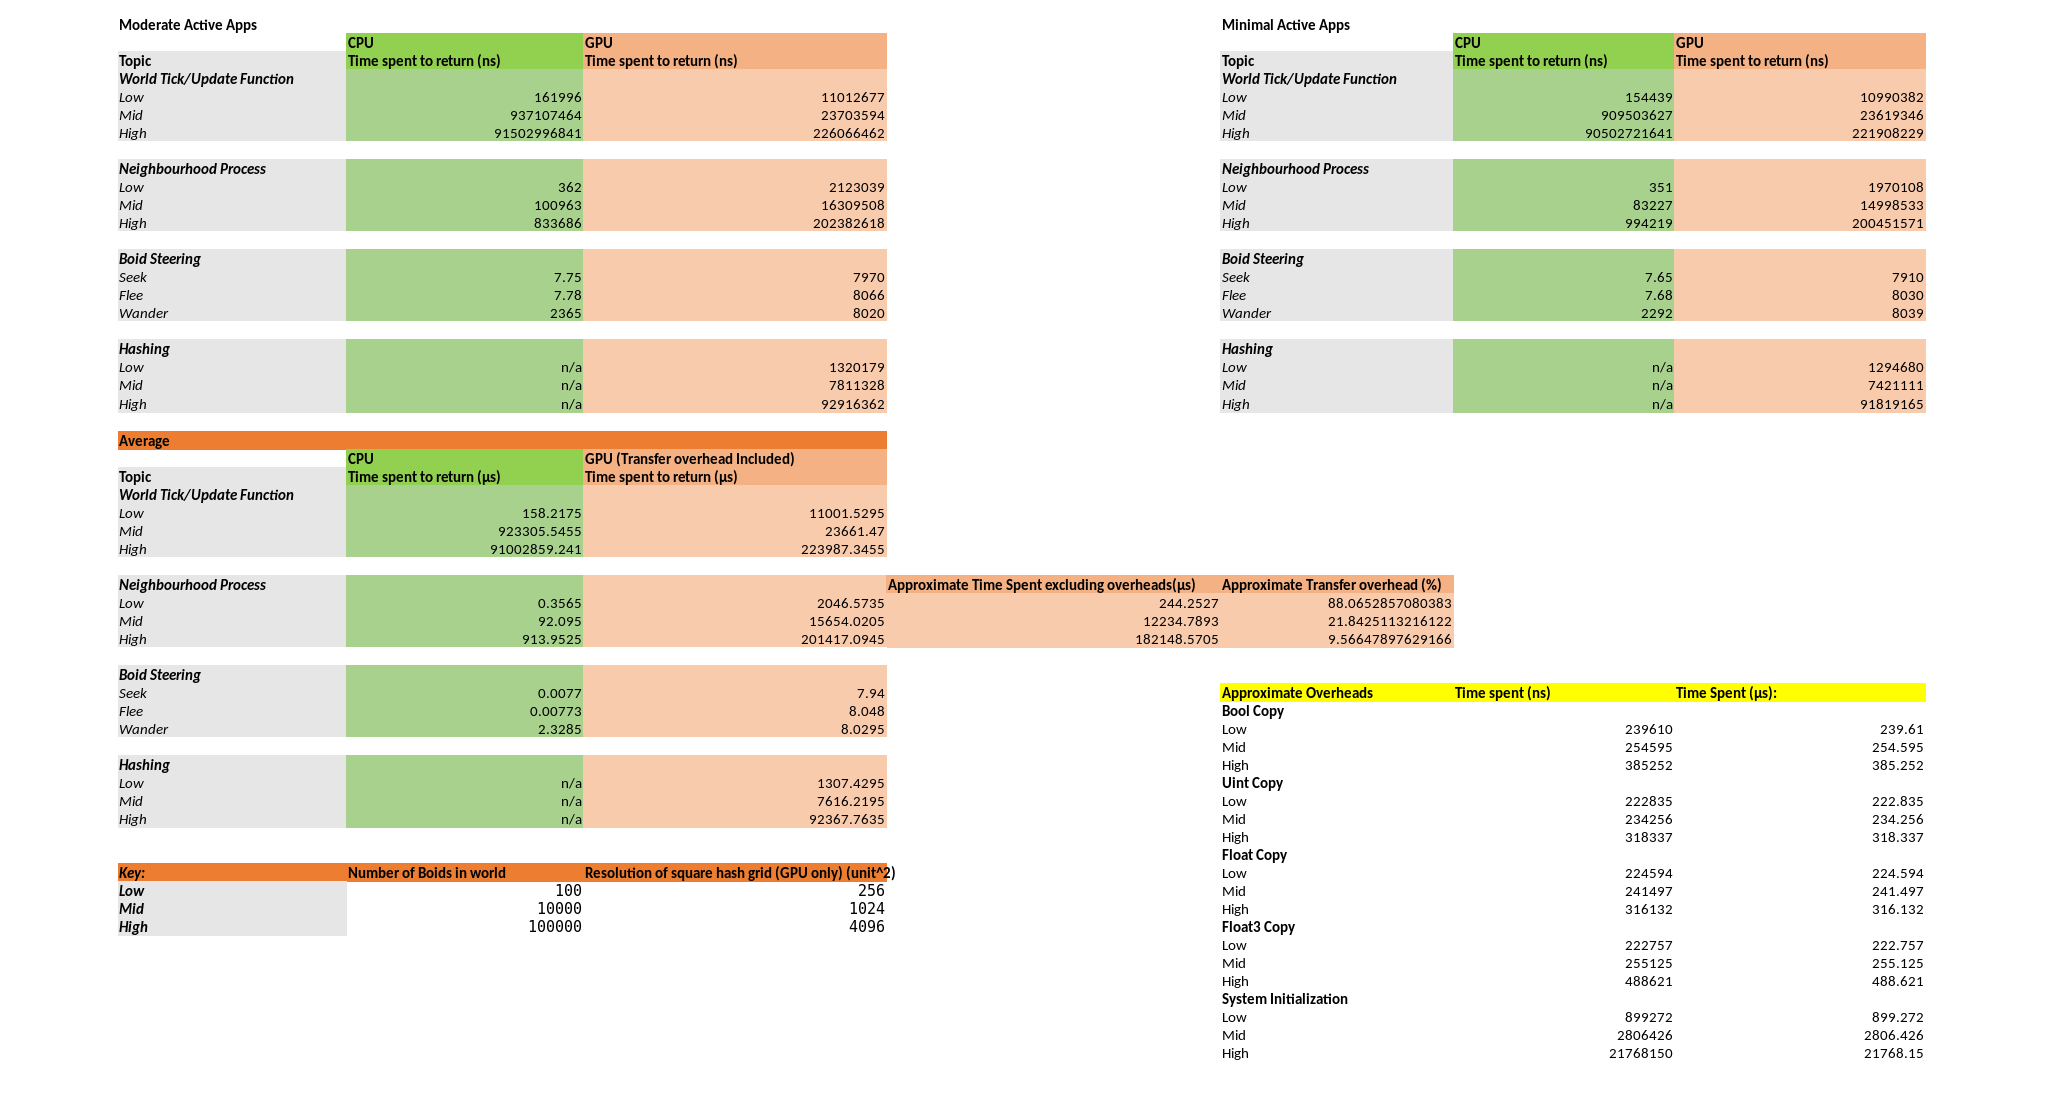 Moderate Active Apps Minimal Active Apps
CPU GPU CPU GPU
Topic Time spent to return (ns) Time spent to return (ns) Topic Time spent to return (ns) Time spent to return (ns)
World Tick/Update Function World Tick/Update Function
Low 161996 11012677 Low 154439 10990382
Mid 937107464 23703594 Mid 909503627 23619346
High 91502996841 226066462 High 90502721641 221908229
Neighbourhood Process Neighbourhood Process
Low 362 2123039 Low 351 1970108
Mid 100963 16309508 Mid 83227 14998533
High 833686 202382618 High 994219 200451571
Boid Steering Boid Steering
Seek 7.75 7970 Seek 7.65 7910
Flee 7.78 8066 Flee 7.68 8030
Wander 2365 8020 Wander 2292 8039
Hashing Hashing
Low n/a 1320179 Low n/a 1294680
Mid n/a 7811328 Mid n/a 7421111
High n/a 92916362 High n/a 91819165
Average
CPU GPU (Transfer overhead Included)
Topic Time spent to return (µs) Time spent to return (µs)
World Tick/Update Function
Low 158.2175 11001.5295
Mid 923305.5455 23661.47
High 91002859.241 223987.3455
Neighbourhood Process Approximate Time Spent excluding overheads(µs) Approximate Transfer overhead (%)
Low 0.3565 2046.5735 244.2527 88.0652857080383
Mid 92.095 15654.0205 12234.7893 21.8425113216122
High 913.9525 201417.0945 182148.5705 9.56647897629166
Boid Steering
Seek 0.0077 7.94 Approximate Overheads Time spent (ns) Time Spent (µs):
Flee 0.00773 8.048 Bool Copy
Wander 2.3285 8.0295 Low 239610 239.61
Mid 254595 254.595
Hashing High 385252 385.252
Low n/a 1307.4295 Uint Copy
Mid n/a 7616.2195 Low 222835 222.835
High n/a 92367.7635 Mid 234256 234.256
High 318337 318.337
Float Copy
Key: Number of Boids in world Resolution of square hash grid (GPU only) (unit^2) Low 224594 224.594
Low 100 256 Mid 241497 241.497
Mid 10000 1024 High 316132 316.132
High 100000 4096 Float3 Copy
Low 222757 222.757
Mid 255125 255.125
High 488621 488.621
System Initialization
Low 899272 899.272
Mid 2806426 2806.426
High 21768150 21768.15